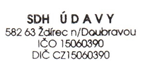 SDH ÚDAVY
582 63 Ždírec n/Doubravou
IČO 15060390
DIČ CZ15060390